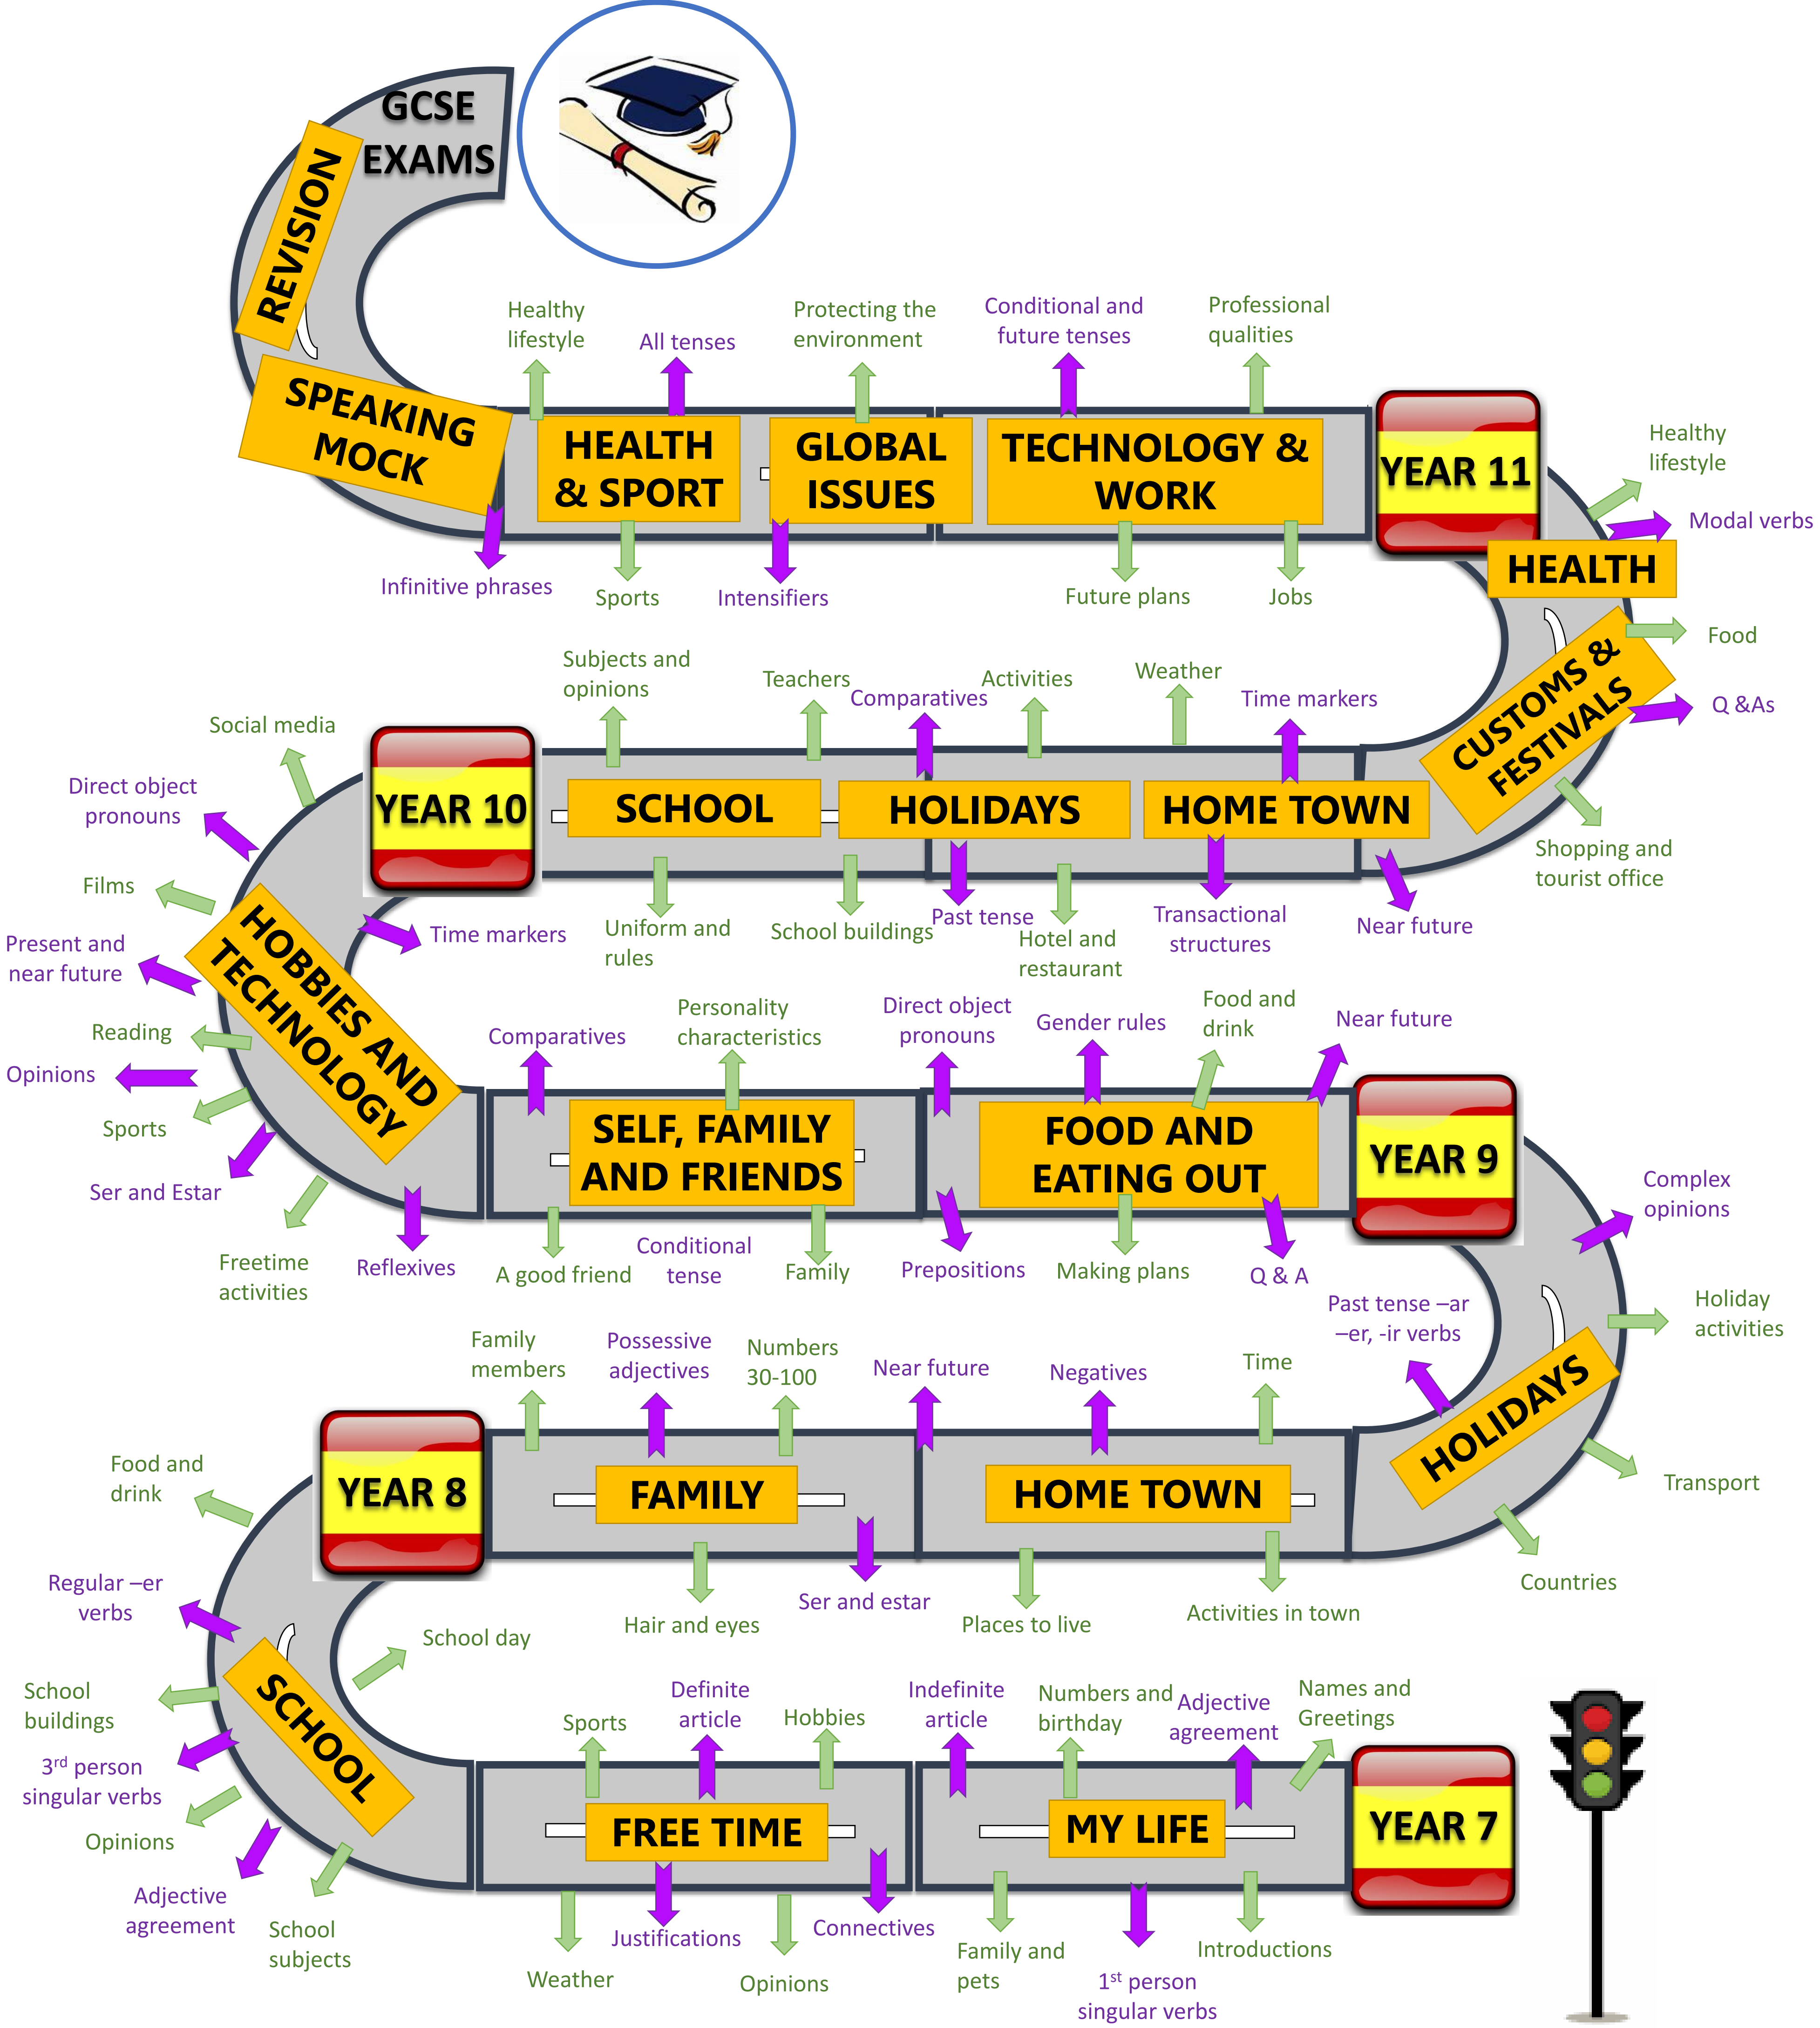 GCSE
EXAMS
REVISION
SPEAKING
MOCK
Healthy
lifestyle
All tenses
Protecting the
environment
Conditional and
future tenses
Professional
qualities
HEALTH
& SPORT
GLOBAL
ISSUES
TECHNOLOGY &
WORK
YEAR 11
Infinitive phrases
Sports
Intensifiers
Future plans
Jobs
Healthy
lifestyle
Modal verbs
HEALTH
Food
CUSTOMS &
FESTIVALS
Q &As
Shopping and
tourist office
Near future
Subjects and
opinions
Teachers
Comparatives
Activities
Weather
Time markers
YEAR 10
SCHOOL
HOLIDAYS
HOME TOWN
Uniform and
rules
School buildings
Past tense
Hotel and
restaurant
Transactional
structures
Social media
Direct object
pronouns
Films
Time markers
Present and
near future
HOBBIES AND
TECHNOLOGY
Reading
Opinions
Sports
Ser and Estar
Freetime
activities
Reflexives
Comparatives
Personality
characteristics
Direct object
pronouns
Gender rules
Food and
drink
Near future
SELF, FAMILY
AND FRIENDS
FOOD AND
EATING OUT
YEAR 9
A good friend
Conditional
tense
Family
Prepositions
Making plans
Q & A
Complex
opinions
Past tense –ar
–er, -ir verbs
Holiday
activities
HOLIDAYS
Transport
Countries
Family
members
Possessive
adjectives
Numbers
30-100
Near future
Negatives
Time
YEAR 8
FAMILY
HOME TOWN
Hair and eyes
Ser and estar
Places to live
Activities in town
Food and
drink
Regular –er
verbs
School day
School
buildings
SCHOOL
3rd person
singular verbs
Opinions
Adjective
agreement
School
subjects
Sports
Definite
article
Hobbies
Indefinite
article
Numbers and
birthday
Adjective
agreement
Names and
Greetings
FREE TIME
MY LIFE
YEAR 7
Weather
Justifications
Opinions
Connectives
Family and
pets
1st person
singular verbs
Introductions